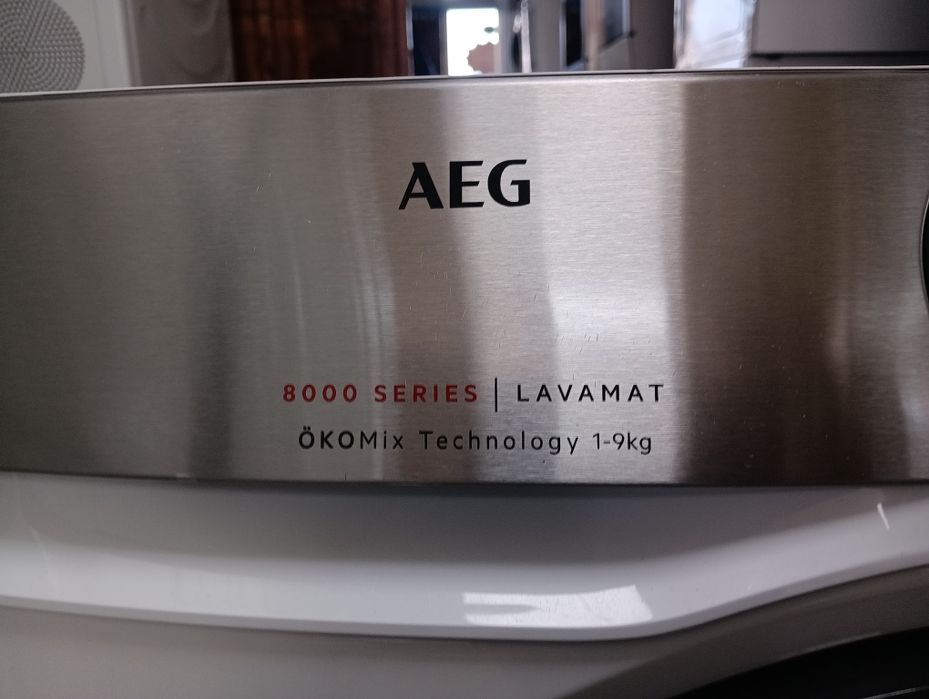 AEG
8000 SERIES | LAVAMAT
ÖKOMix Technology 1-9kg